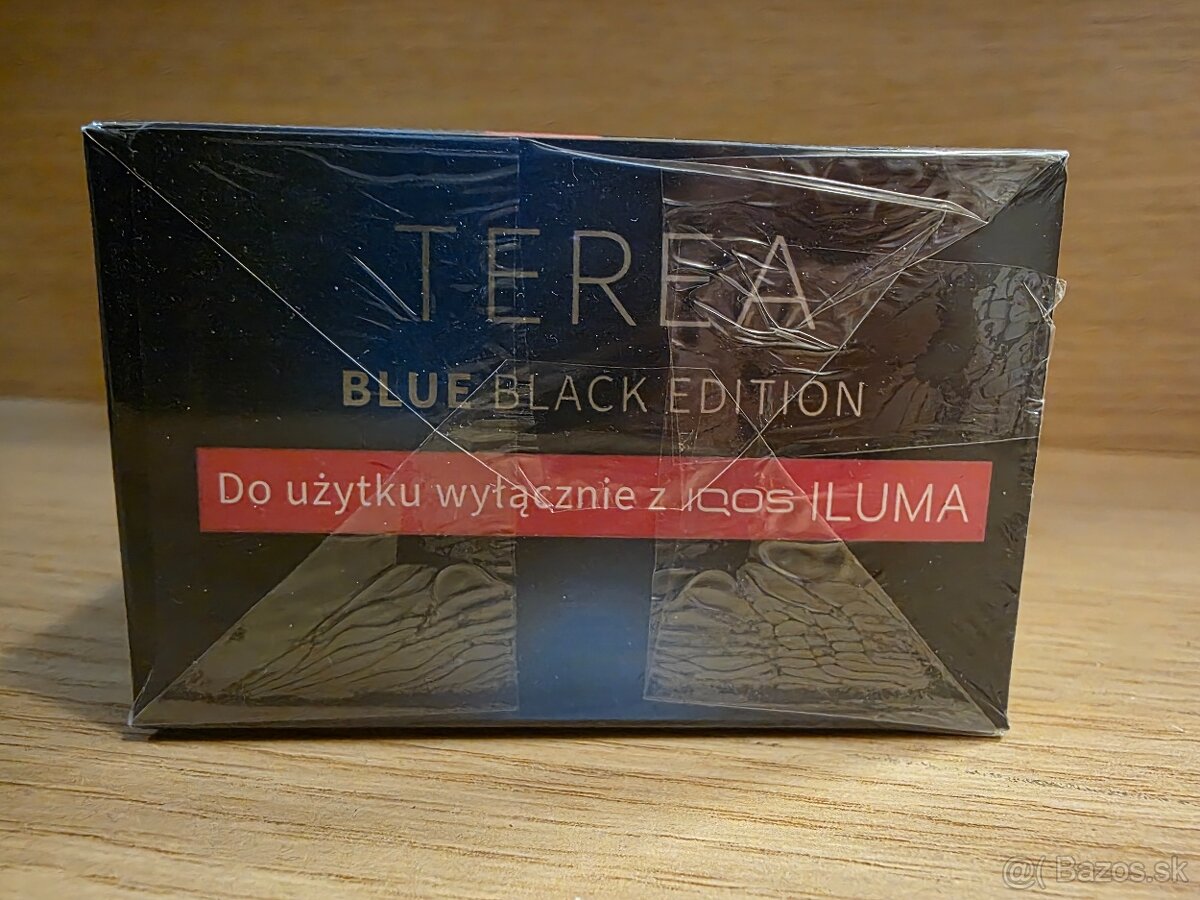 TEREA
BLUE BLACK EDITION
Do użytku wyłącznie z IQOS ILUMA
@( Bazos.sk